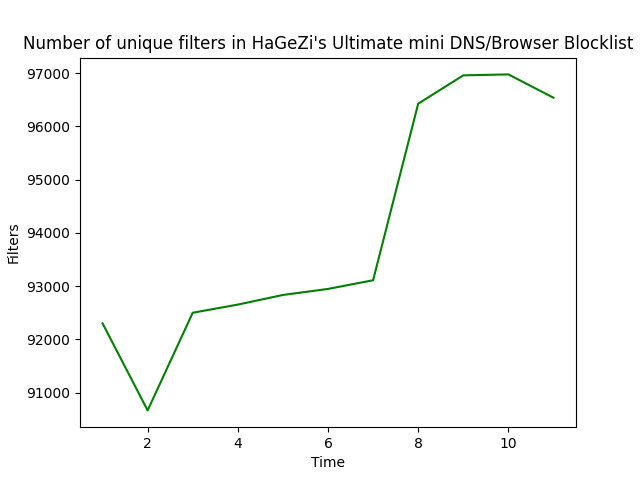 Number of unique filters in HaGeZi's Ultimate mini DNS/Browser Blocklist
97000
96000
95000
94000
93000
92000
91000
Filters
2 4 6 8 10
Time